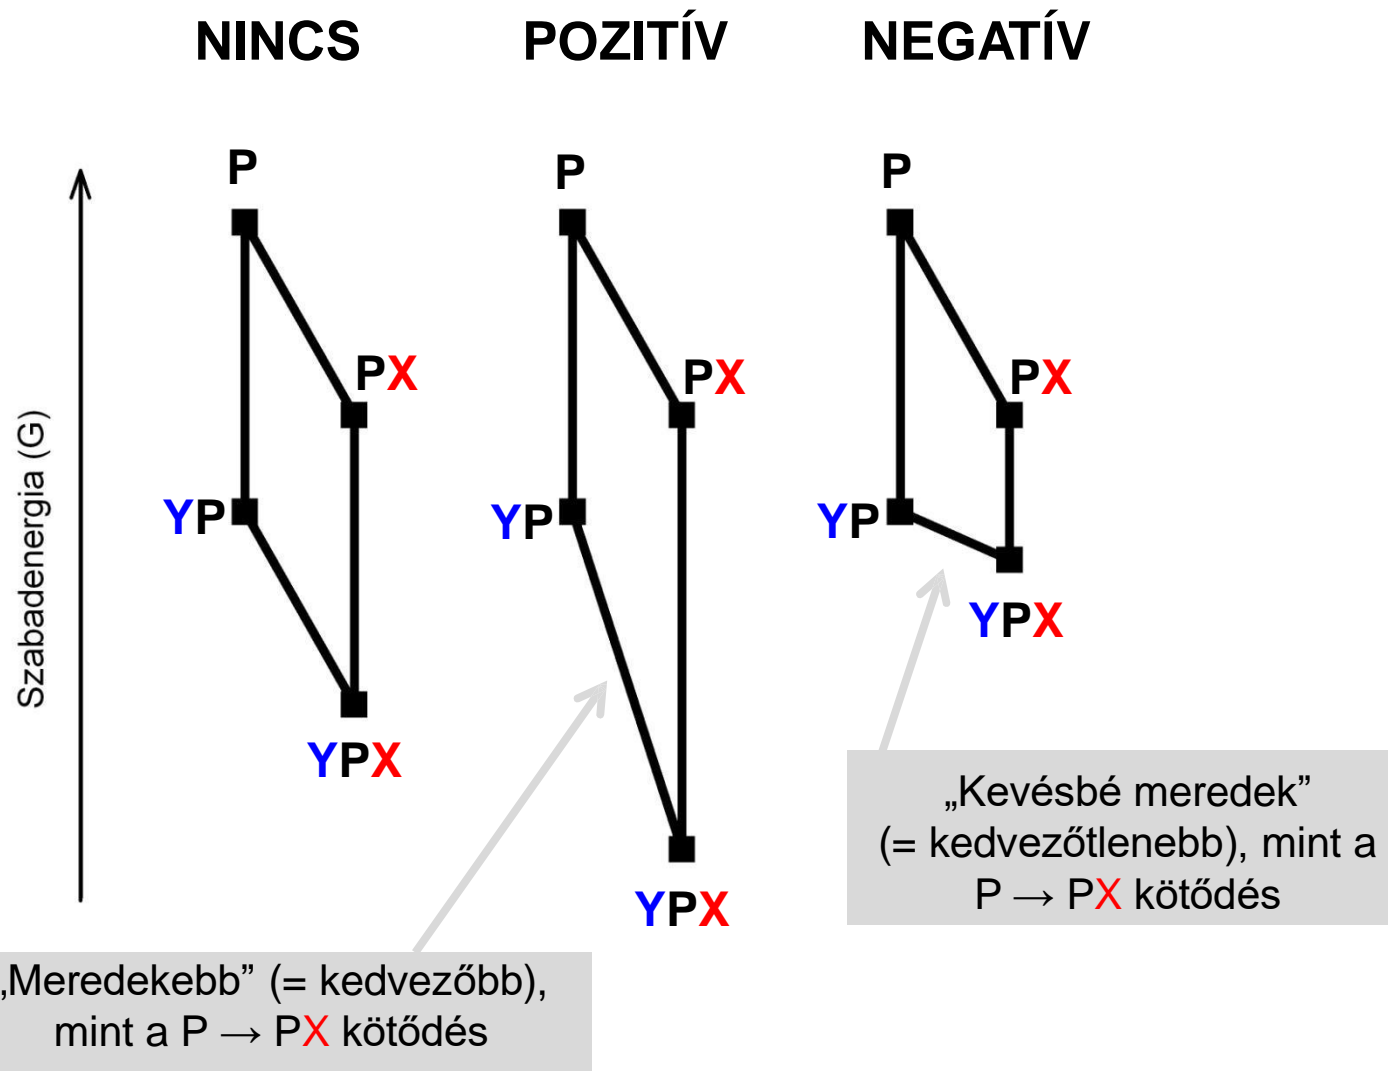 NINCS POZITÍV NEGATÍV
P P P
PX PX PX
YP YP YP
YPX YPX YPX
Szabadenergia (G)
„Kevésbé meredek”
(= kedvezőtlenebb), mint a
P → PX kötődés
„Meredekebb” (= kedvezőbb),
mint a P → PX kötődés